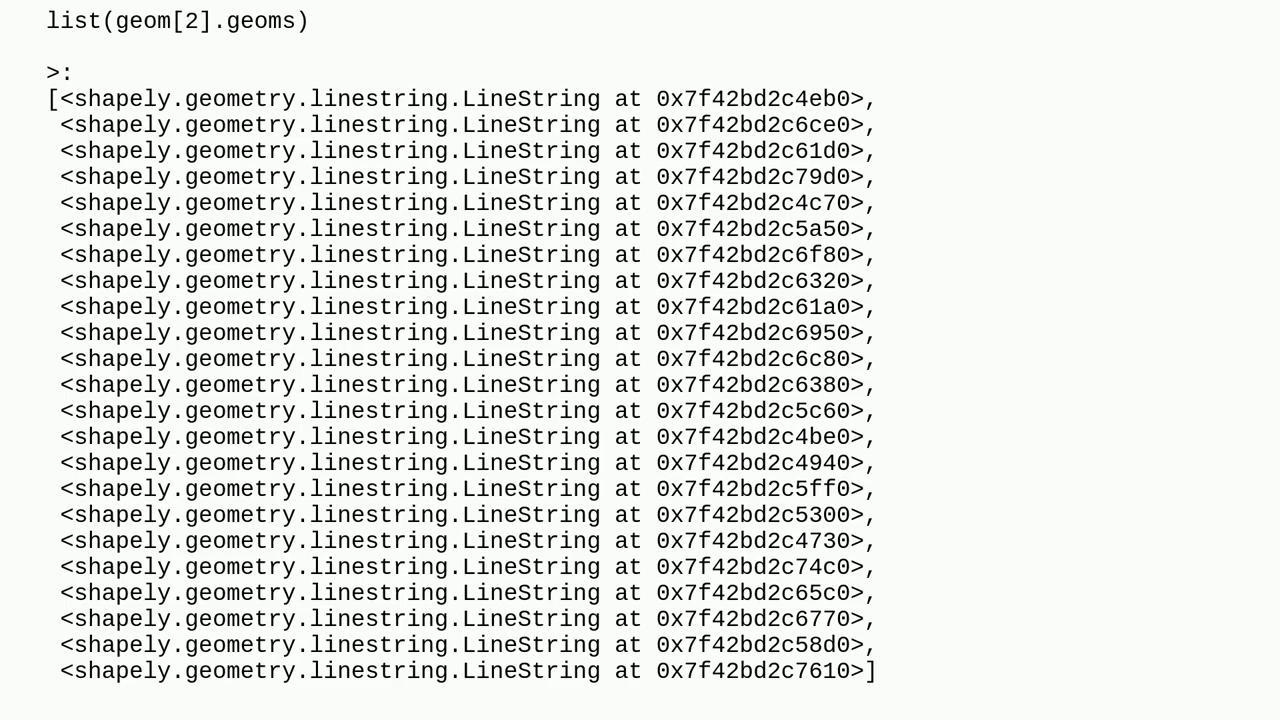 list(geom[2].geoms)
>:
[<shapely.geometry.linestring.LineString at 0x7f42bd2c4eb0>,
<shapely.geometry.linestring.LineString at 0x7f42bd2c6ce0>,
<shapely.geometry.linestring.LineString at 0x7f42bd2c61d0>,
<shapely.geometry.linestring.LineString at 0x7f42bd2c79d0>,
<shapely.geometry.linestring.LineString at 0x7f42bd2c4c70>,
<shapely.geometry.linestring.LineString at 0x7f42bd2c5a50>,
<shapely.geometry.linestring.LineString at 0x7f42bd2c6f80>,
<shapely.geometry.linestring.LineString at 0x7f42bd2c6320>,
<shapely.geometry.linestring.LineString at 0x7f42bd2c61a0>,
<shapely.geometry.linestring.LineString at 0x7f42bd2c6950>,
<shapely.geometry.linestring.LineString at 0x7f42bd2c6c80>,
<shapely.geometry.linestring.LineString at 0x7f42bd2c6380>,
<shapely.geometry.linestring.LineString at 0x7f42bd2c5c60>,
<shapely.geometry.linestring.LineString at 0x7f42bd2c4be0>,
<shapely.geometry.linestring.LineString at 0x7f42bd2c4940>,
<shapely.geometry.linestring.LineString at 0x7f42bd2c5ff0>,
<shapely.geometry.linestring.LineString at 0x7f42bd2c5300>,
<shapely.geometry.linestring.LineString at 0x7f42bd2c4730>,
<shapely.geometry.linestring.LineString at 0x7f42bd2c74c0>,
<shapely.geometry.linestring.LineString at 0x7f42bd2c65c0>,
<shapely.geometry.linestring.LineString at 0x7f42bd2c6770>,
<shapely.geometry.linestring.LineString at 0x7f42bd2c58d0>,
<shapely.geometry.linestring.LineString at 0x7f42bd2c7610>]